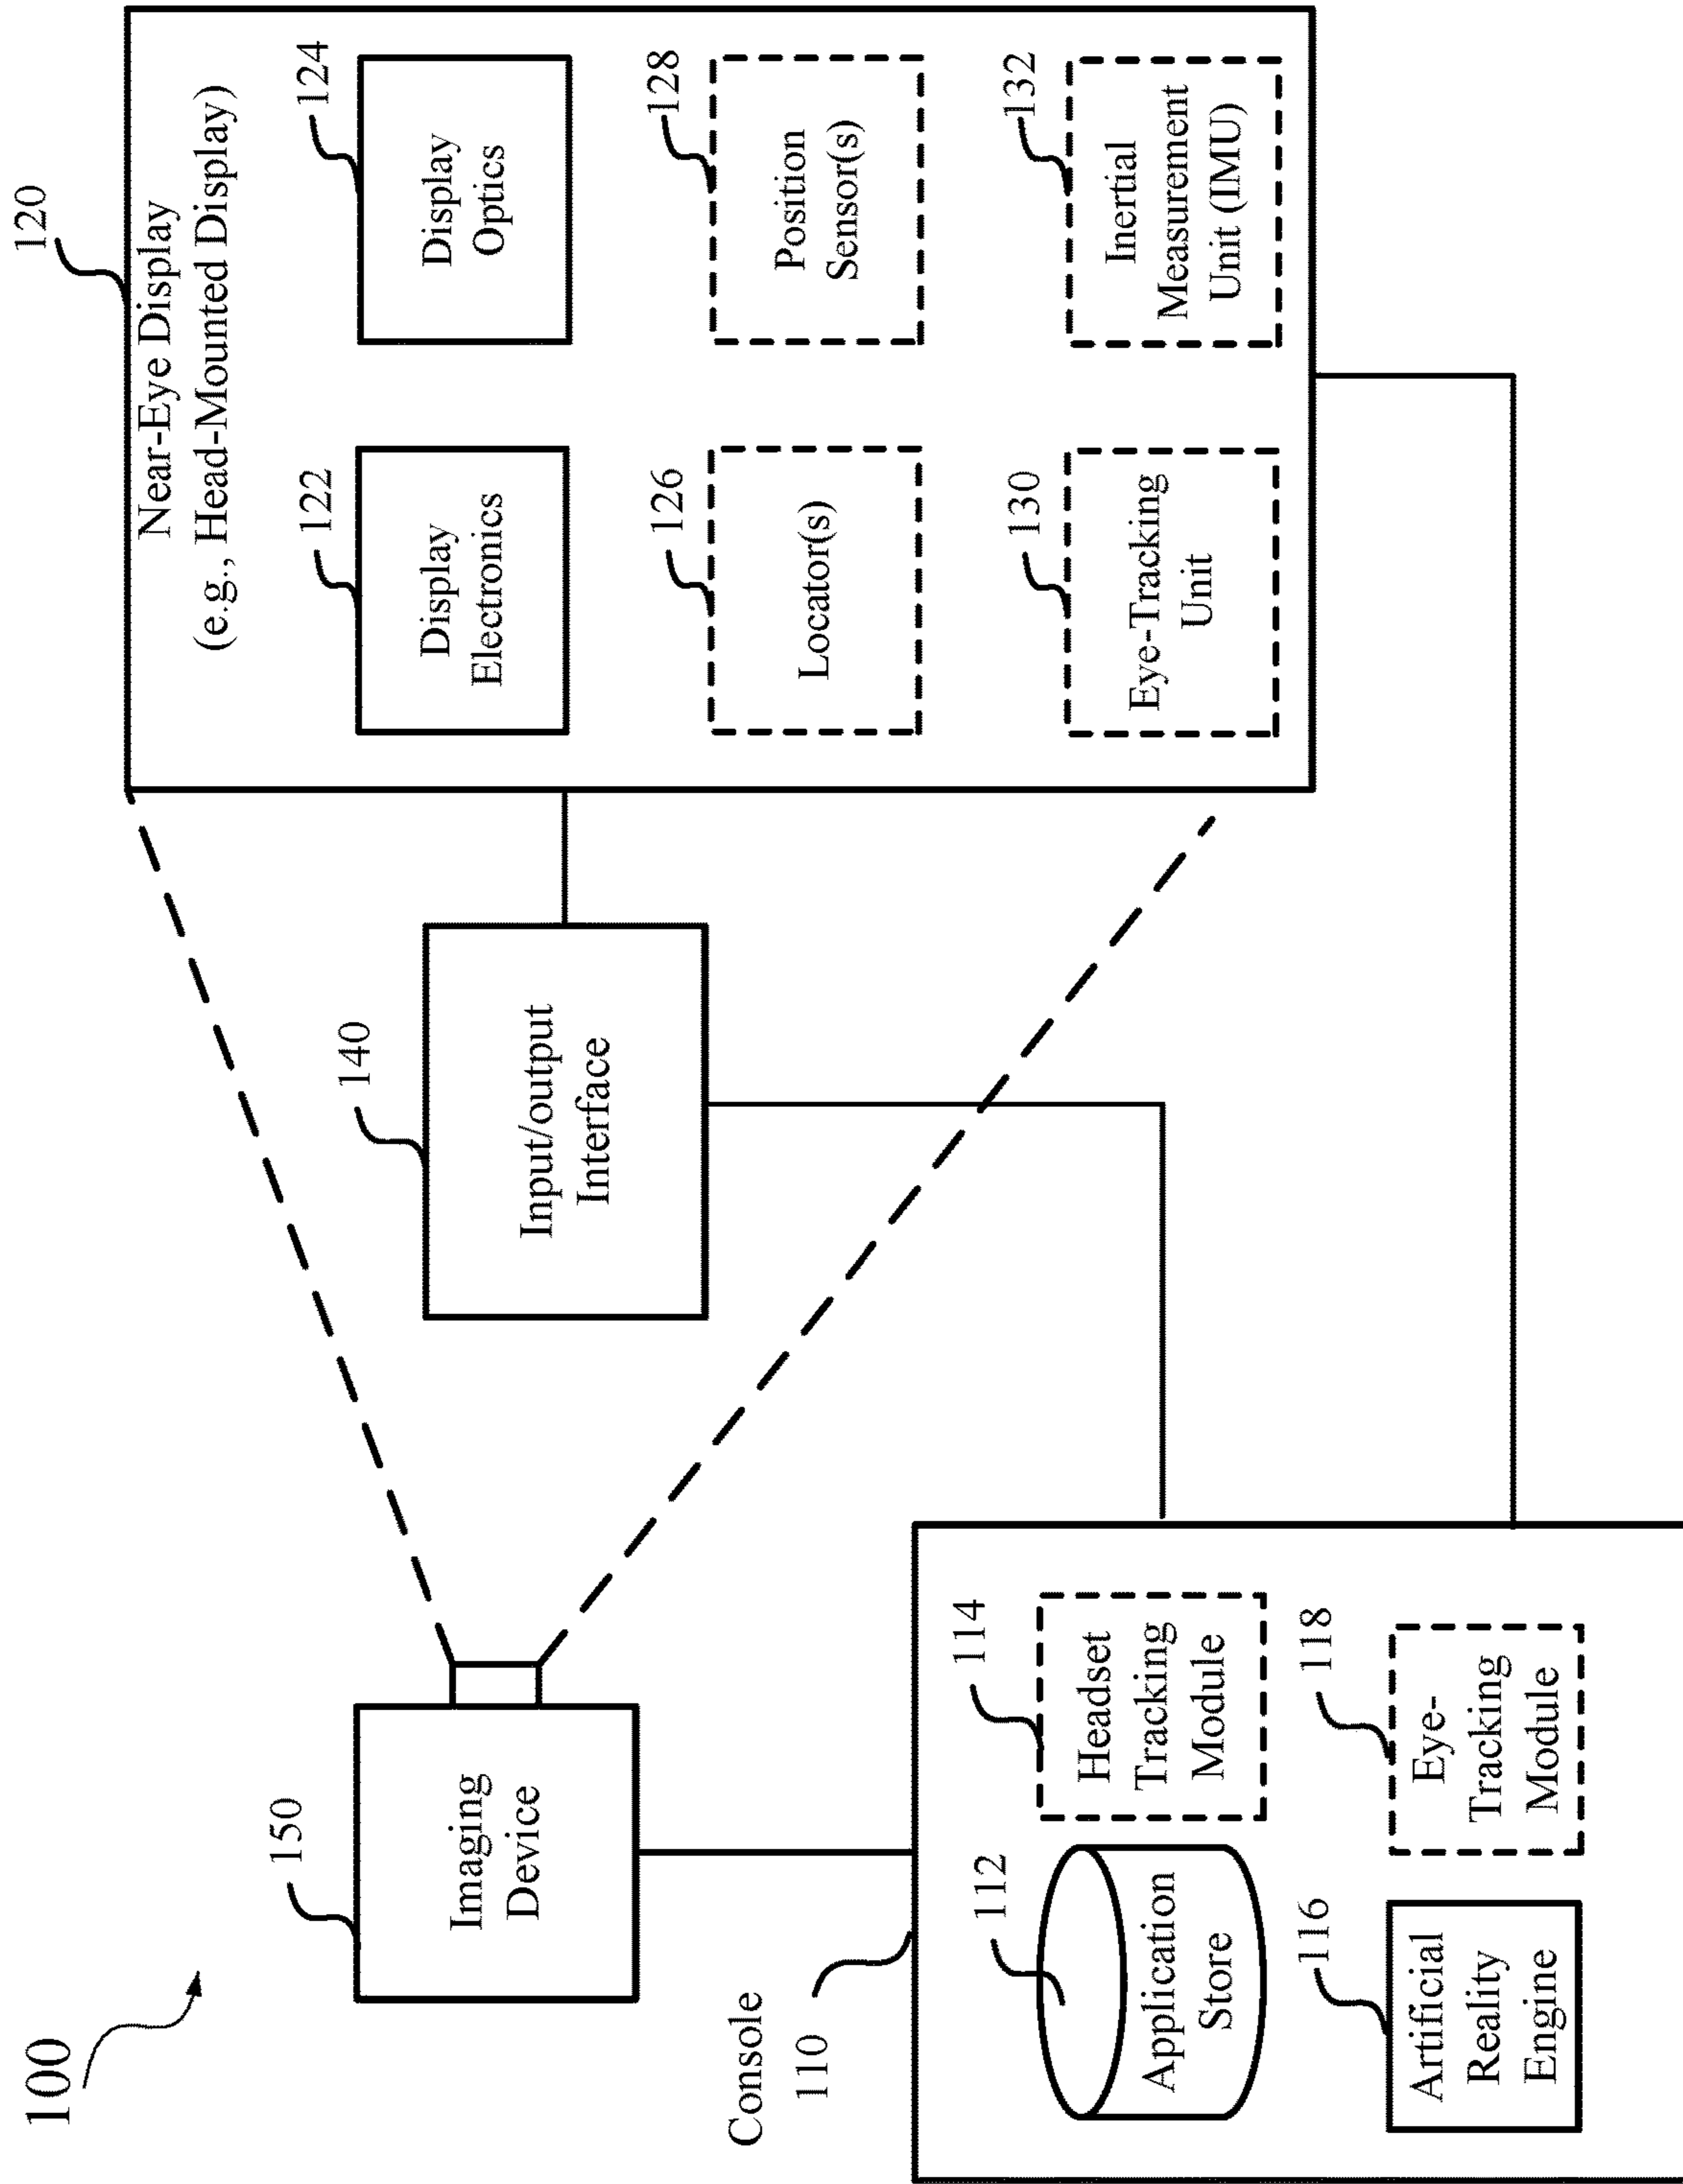 100
120
Near-Eye Display
(e.g., Head-Mounted Display)
150
Imaging
Device
140
Input/output
Interface
122
Display
Electronics
124
Display
Optics
126
Locator(s)
128
Position
Sensor(s)
130
Eye-Tracking
Unit
132
Inertial
Measurement
Unit (IMU)
Console
110
112
Application
Store
114
Headset
Tracking
Module
116
Artificial
Reality
Engine
118
Eye-
Tracking
Module